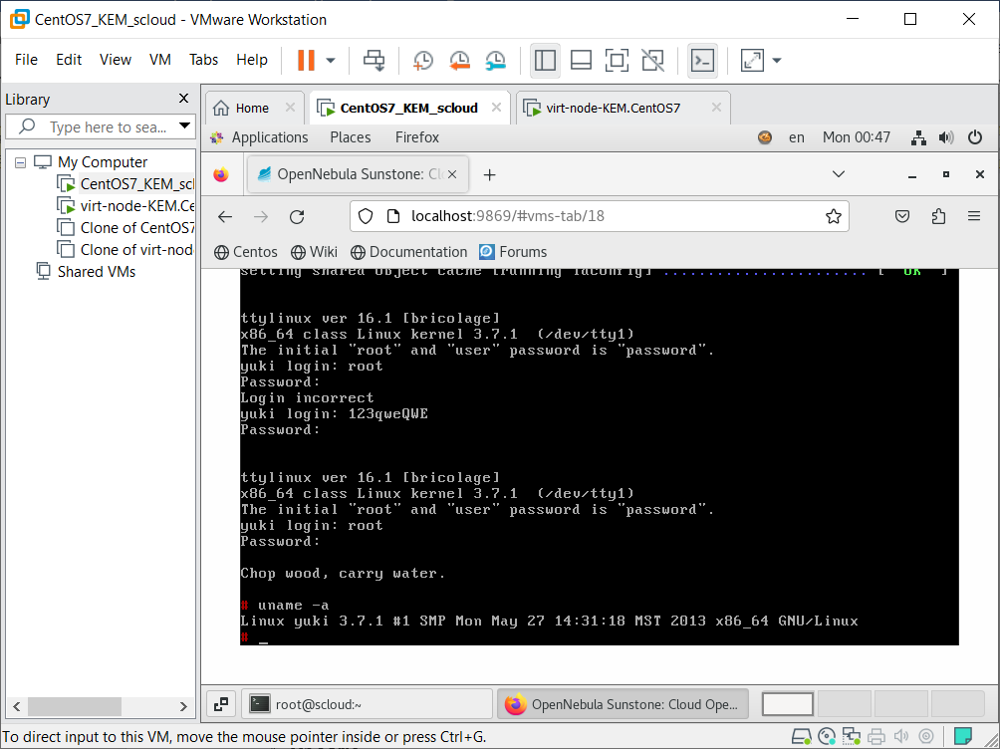 CentOS7_KEM_scloud - VMware Workstation
File Edit View VM Tabs Help
Library
Type here to sea...
My Computer
CentOS7_KEM_scl
virt-node-KEM.Ce
Clone of CentOS7
Clone of virt-nod
Shared VMs
Home CentOS7_KEM_scloud virt-node-KEM.CentOS7
Applications Places Firefox en Mon 00:47
OpenNebula Sunstone: Cl
localhost:9869/#vms-tab/18
Centos Wiki Documentation Forums
setting shared object cache [running ldconfig] ....................... [ OK ]
ttylinux ver 16.1 [bricolage]
x86_64 class Linux kernel 3.7.1 (/dev/tty1)
The initial "root" and "user" password is "password".
yuki login: root
Password:
Login incorrect
yuki login: 123qweQWE
Password:
ttylinux ver 16.1 [bricolage]
x86_64 class Linux kernel 3.7.1 (/dev/tty1)
The initial "root" and "user" password is "password".
yuki login: root
Password:
Chop wood, carry water.
# uname -a
Linux yuki 3.7.1 #1 SMP Mon May 27 14:31:18 MST 2013 x86_64 GNU/Linux
# _
root@scloud:~ OpenNebula Sunstone: Cloud Ope...
To direct input to this VM, move the mouse pointer inside or press Ctrl+G.